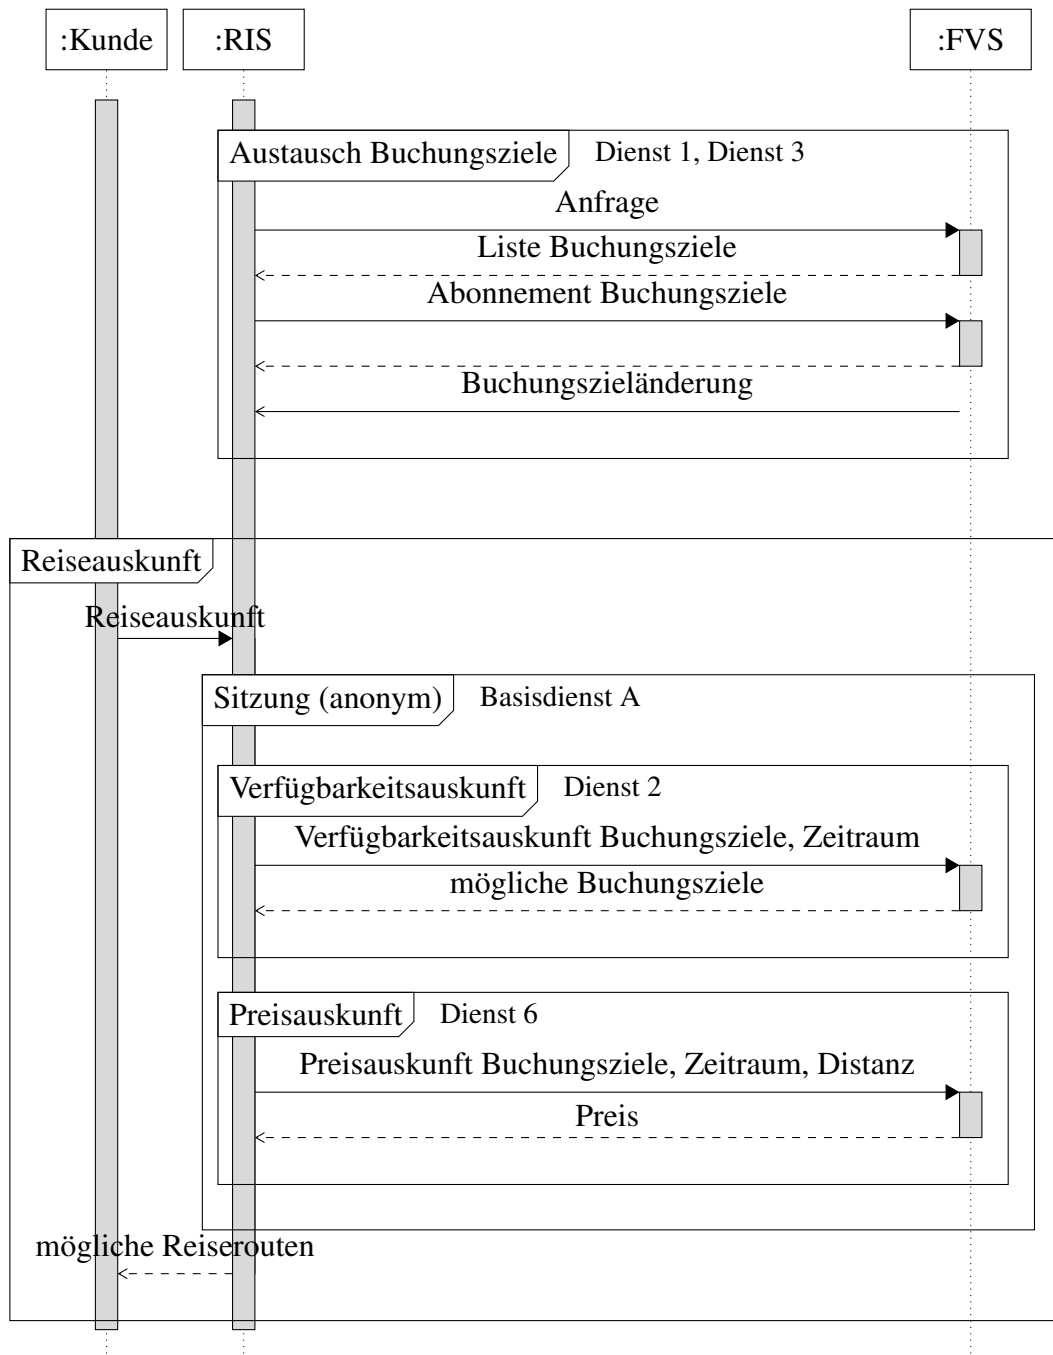 :Kunde
:RIS
:FVS
Austausch Buchungsziele
Dienst 1, Dienst 3
Anfrage
Liste Buchungsziele
Abonnement Buchungsziele
Buchungszieländerung
Reiseauskunft
Reiseauskunft
Sitzung (anonym)
Basisdienst A
Verfügbarkeitsauskunft
Dienst 2
Verfügbarkeitsauskunft Buchungsziele, Zeitraum
mögliche Buchungsziele
Preisauskunft
Dienst 6
Preisauskunft Buchungsziele, Zeitraum, Distanz
Preis
mögliche Reiserouten